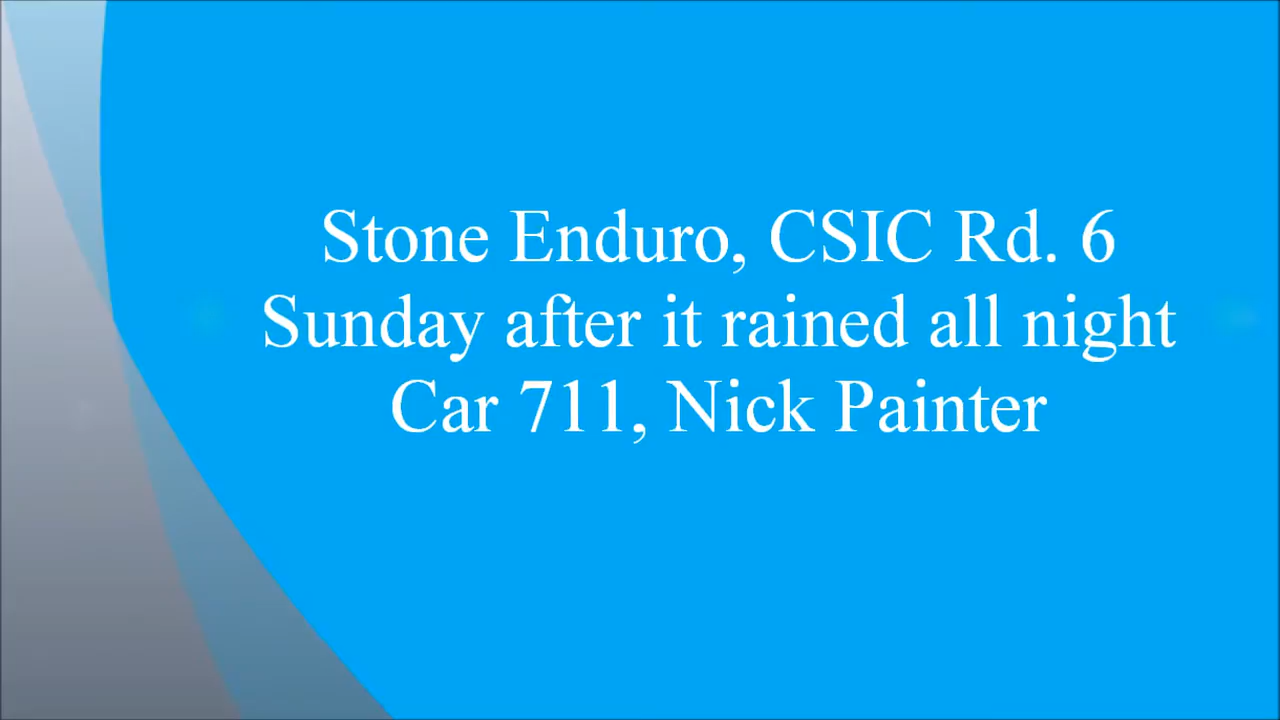 Stone Enduro, CSIC Rd. 6
Sunday after it rained all night
Car 711, Nick Painter